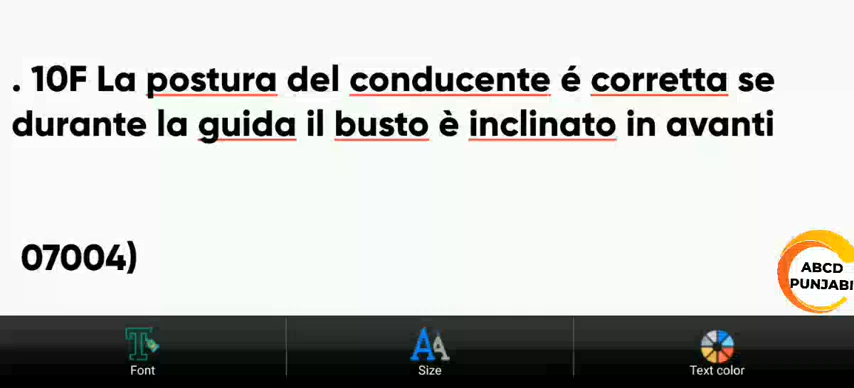 . 10F La postura del conducente é corretta se
durante la guida il busto è inclinato in avanti
07004)
ABCD
PUNJABI
Font
Size
Text color